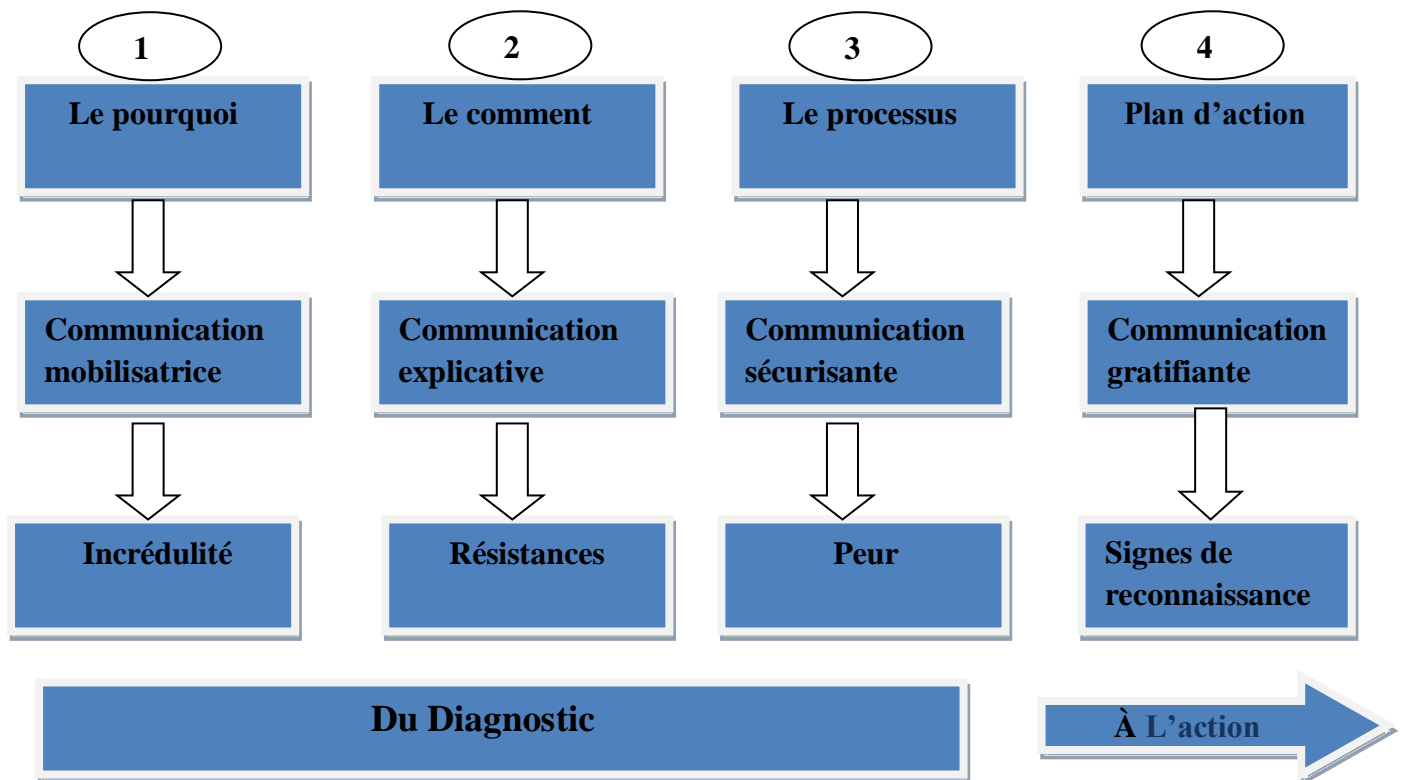 1
2
3
4
Le pourquoi
Le comment
Le processus
Plan d’action
Communication
mobilisatrice
Communication
explicative
Communication
sécurisante
Communication
gratifiante
Incrédulité
Résistances
Peur
Signes de
reconnaissance
Du Diagnostic
À L’action